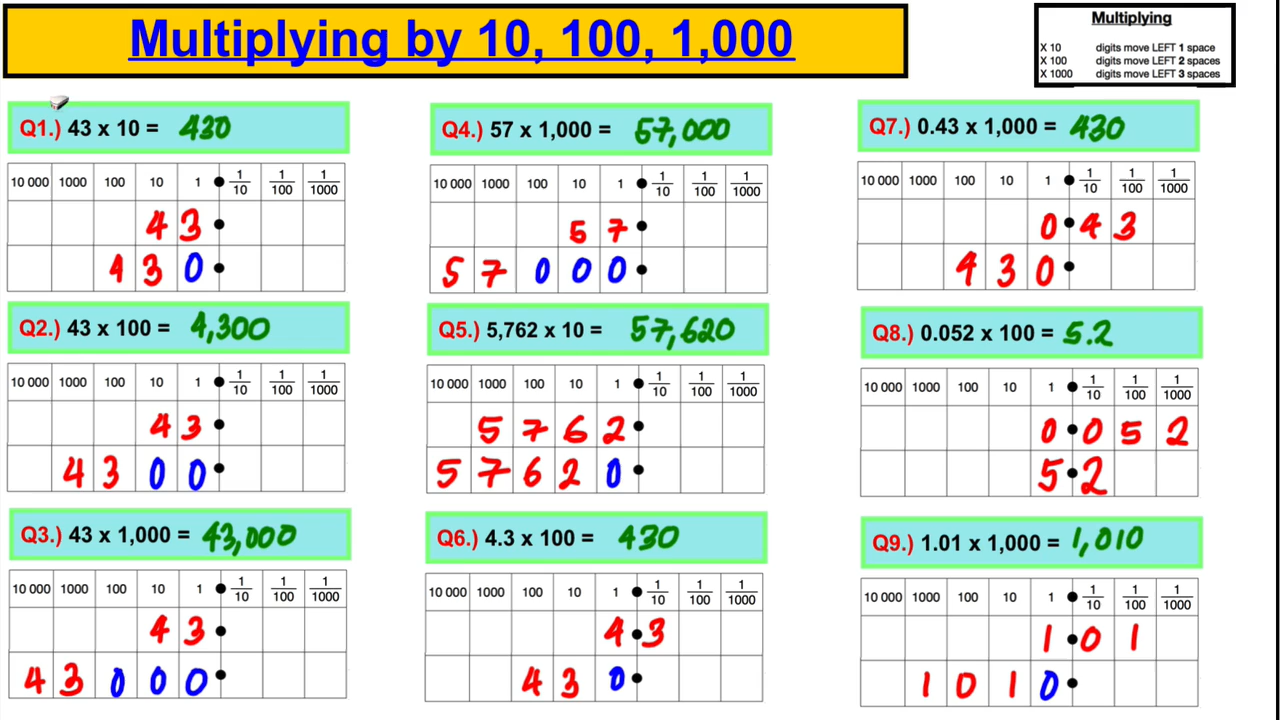 Multiplying by 10, 100, 1,000
Multiplying
X 10 digits move LEFT 1 space
X 100 digits move LEFT 2 spaces
X 1000 digits move LEFT 3 spaces
Q1.) 43 x 10 = 430
10 000 1000 100 10 1 • 1/10 1/100 1/1000
4 3 •
4 3 0 •
Q2.) 43 x 100 = 4,300
10 000 1000 100 10 1 • 1/10 1/100 1/1000
4 3 •
4 3 0 0 •
Q3.) 43 x 1,000 = 43,000
10 000 1000 100 10 1 • 1/10 1/100 1/1000
4 3 •
4 3 0 0 0 •
Q4.) 57 x 1,000 = 57,000
10 000 1000 100 10 1 • 1/10 1/100 1/1000
5 7 •
5 7 0 0 0 •
Q5.) 5,762 x 10 = 57,620
10 000 1000 100 10 1 • 1/10 1/100 1/1000
5 7 6 2 •
5 7 6 2 0 •
Q6.) 4.3 x 100 = 430
10 000 1000 100 10 1 • 1/10 1/100 1/1000
4 • 3
4 3 0 •
Q7.) 0.43 x 1,000 = 430
10 000 1000 100 10 1 • 1/10 1/100 1/1000
0 • 4 3
4 3 0 •
Q8.) 0.052 x 100 = 5.2
10 000 1000 100 10 1 • 1/10 1/100 1/1000
0 • 0 5 2
5 • 2
Q9.) 1.01 x 1,000 = 1,010
10 000 1000 100 10 1 • 1/10 1/100 1/1000
1 • 0 1
1 0 1 0 •